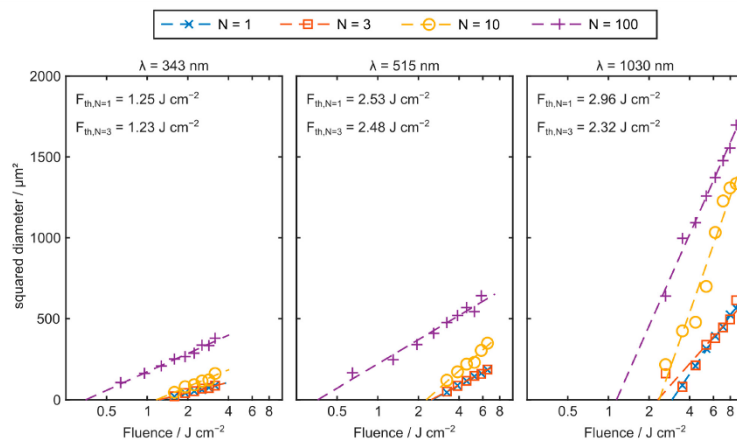 N = 1 N = 3 N = 10 N = 100
λ = 343 nm
λ = 515 nm
λ = 1030 nm
squared diameter / μm²
2000
1500
1000
500
0
F_th,N=1 = 1.25 J cm⁻²
F_th,N=3 = 1.23 J cm⁻²
F_th,N=1 = 2.53 J cm⁻²
F_th,N=3 = 2.48 J cm⁻²
F_th,N=1 = 2.96 J cm⁻²
F_th,N=3 = 2.32 J cm⁻²
0.5 1 2 4 6 8
0.5 1 2 4 6 8
0.5 1 2 4 6 8
Fluence / J cm⁻²
Fluence / J cm⁻²
Fluence / J cm⁻²